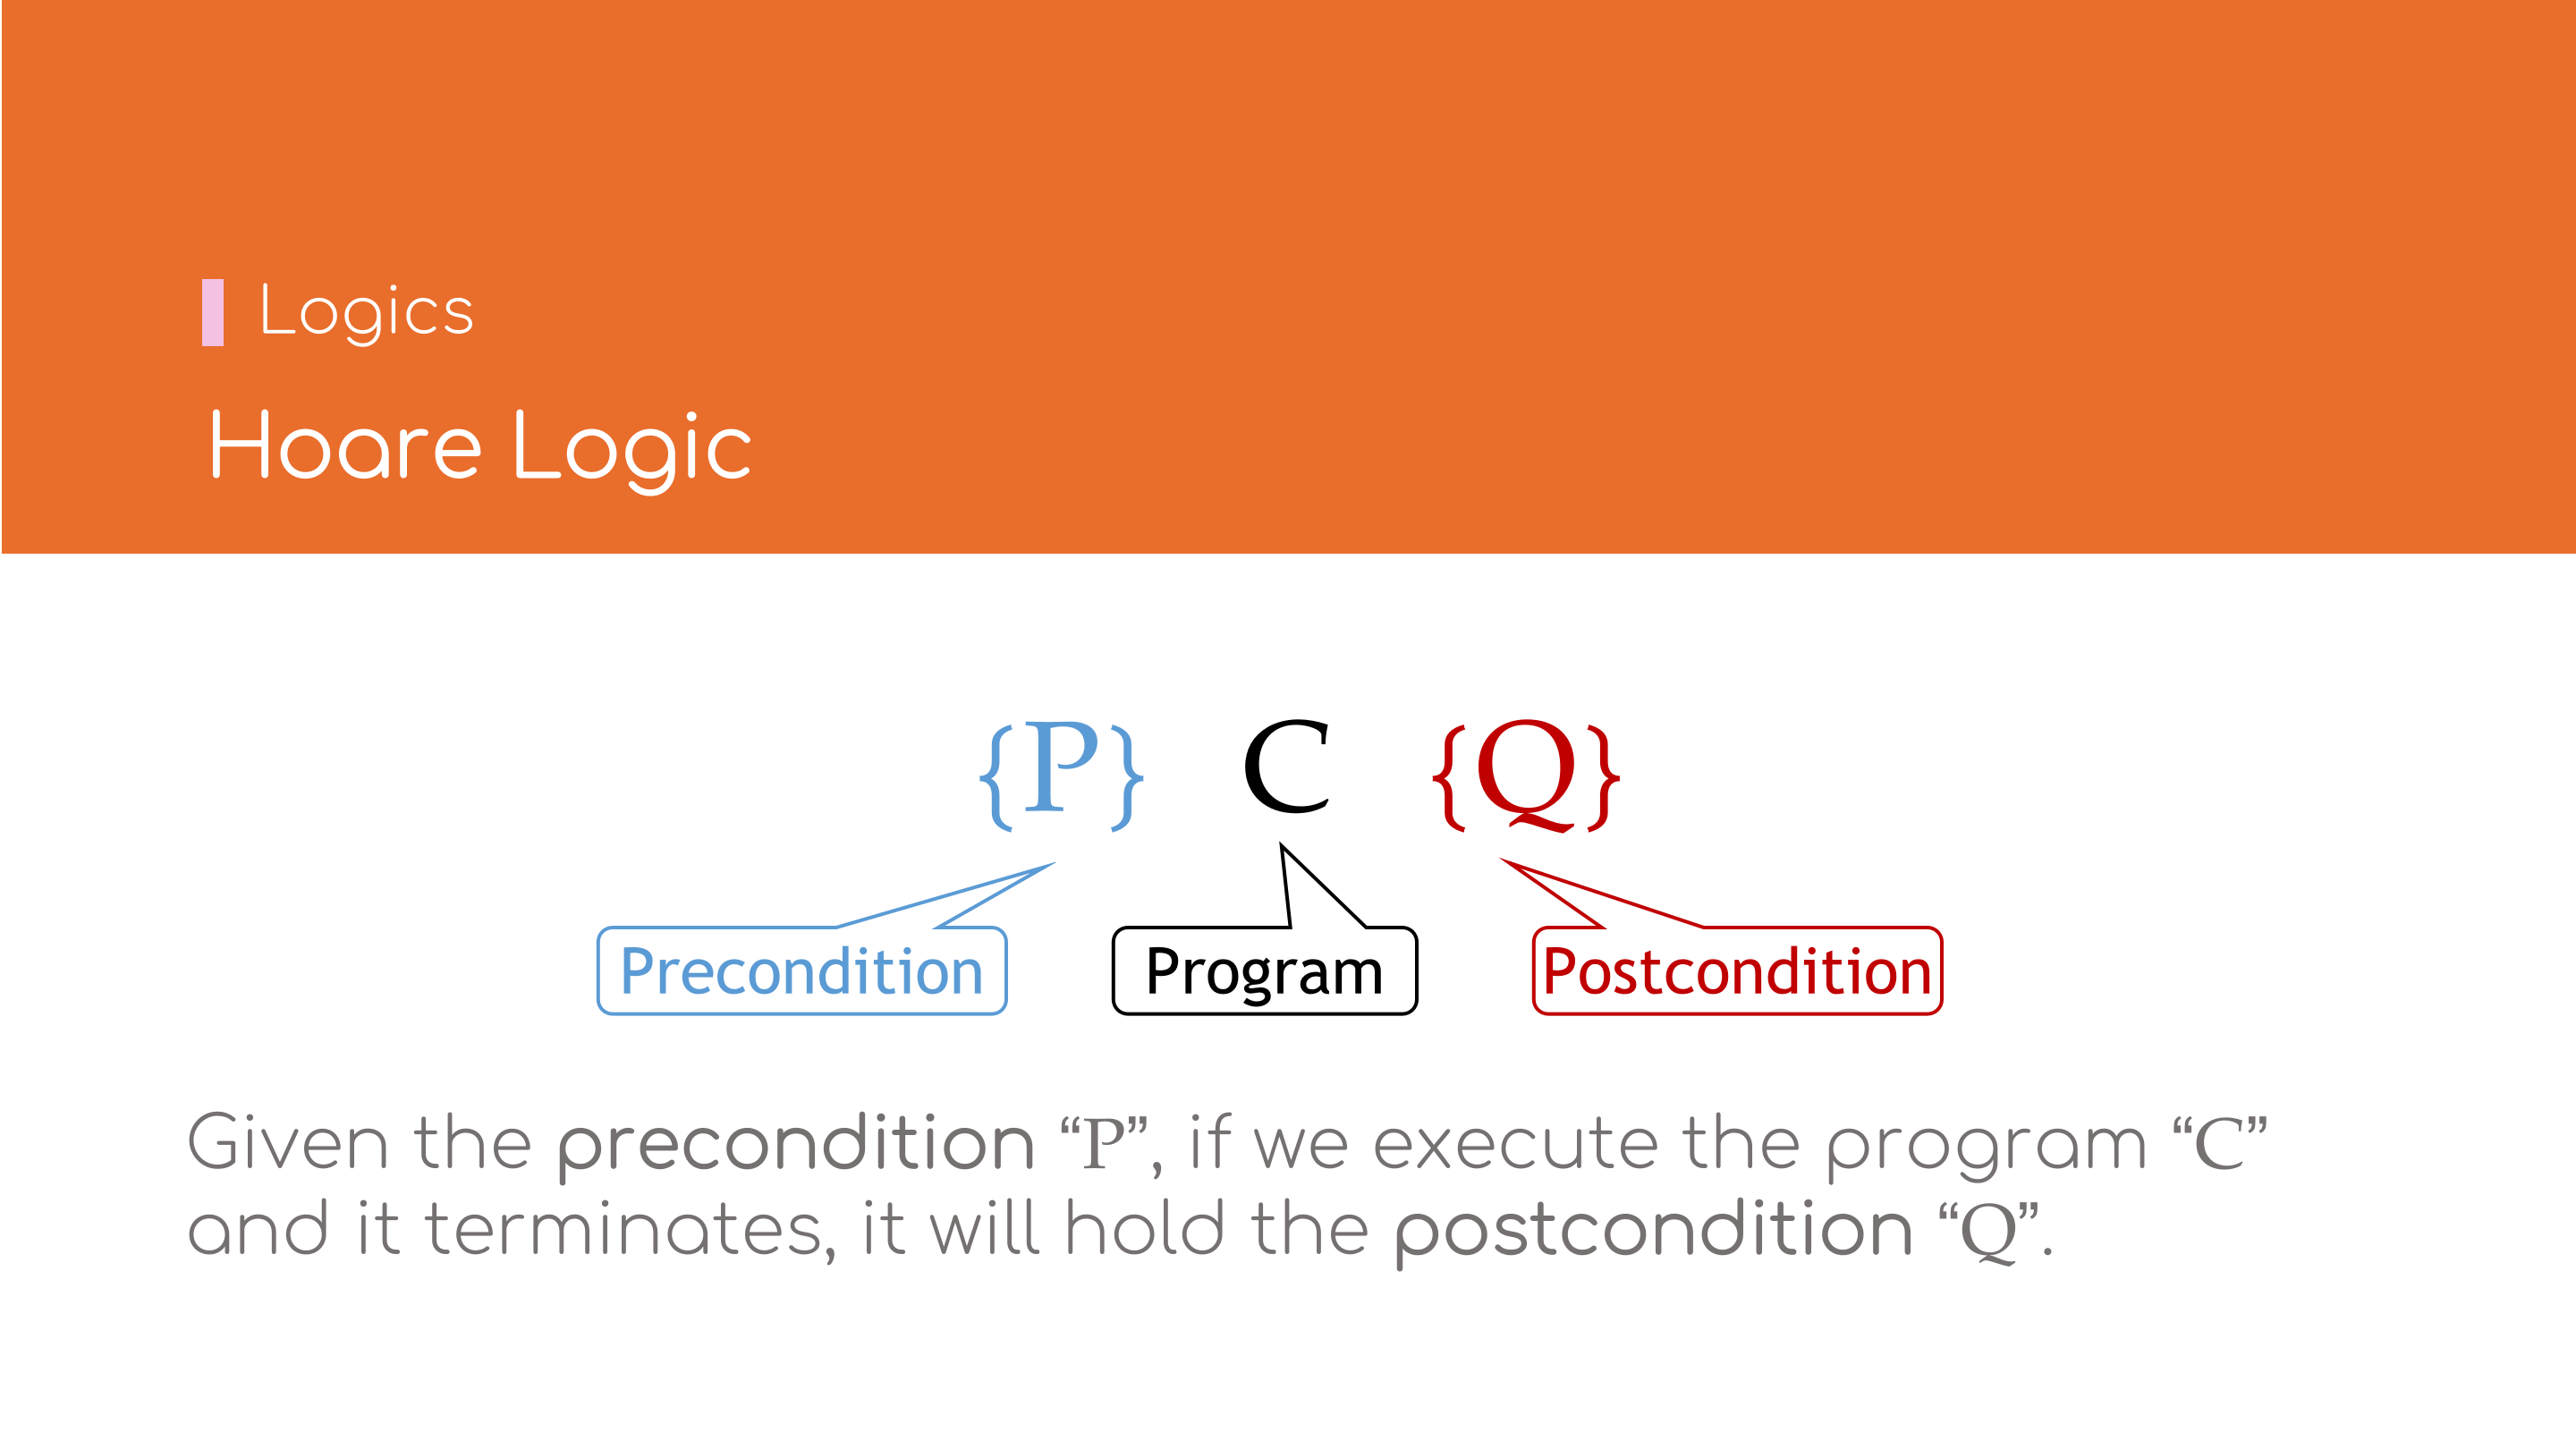 Logics
Hoare Logic
{P} C {Q}
Precondition Program Postcondition
Given the precondition “P”, if we execute the program “C”
and it terminates, it will hold the postcondition “Q”.